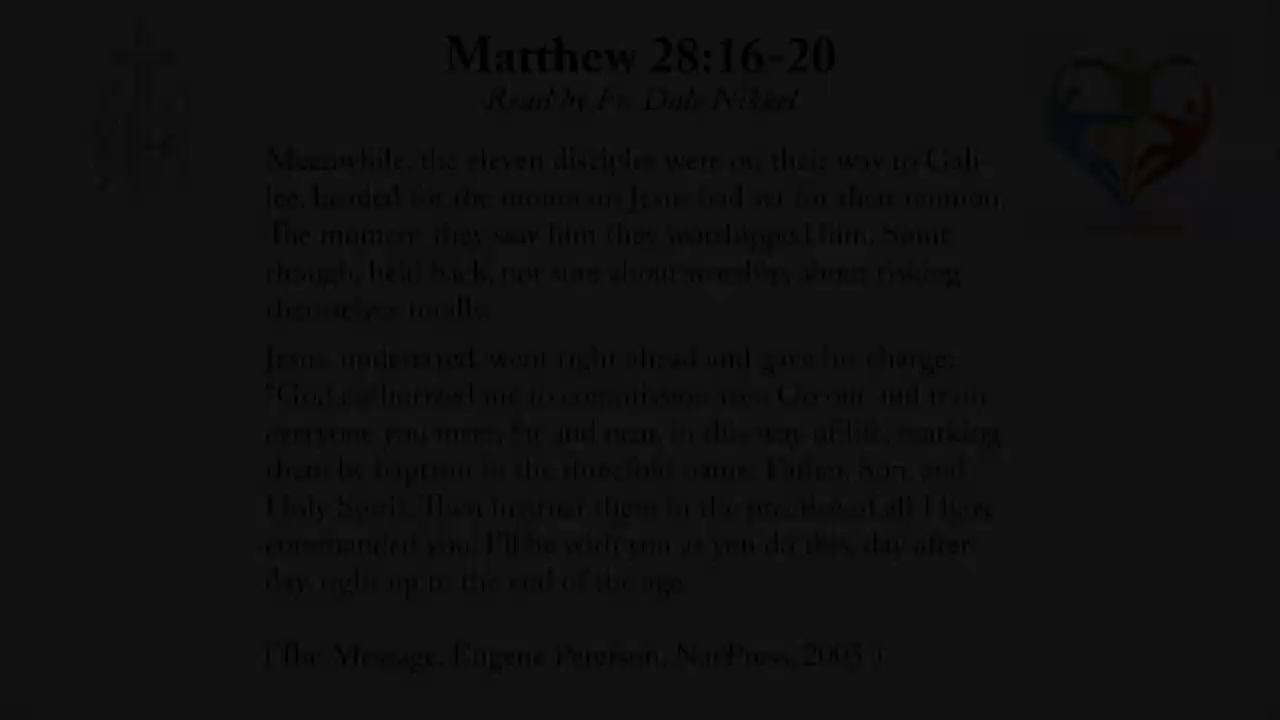 Matthew 28:16-20
Read by Fr. Dale Nikkel
Meanwhile, the eleven disciples were on their way to Gali-
lee, headed for the mountain Jesus had set for their reunion.
The moment they saw him they worshipped him. Some
though, held back, not sure about worship, about risking
themselves totally.
Jesus, undeterred, went right ahead and gave his charge:
"God authorized me to commission you: Go out and train
everyone you meet, far and near, in this way of life, marking
them by baptism in the threefold name: Father, Son, and
Holy Spirit. Then instruct them in the practice of all I have
commanded you. I'll be with you as you do this, day after
day, right up to the end of the age.
(The Message, Eugene Peterson, NavPress, 2005 )